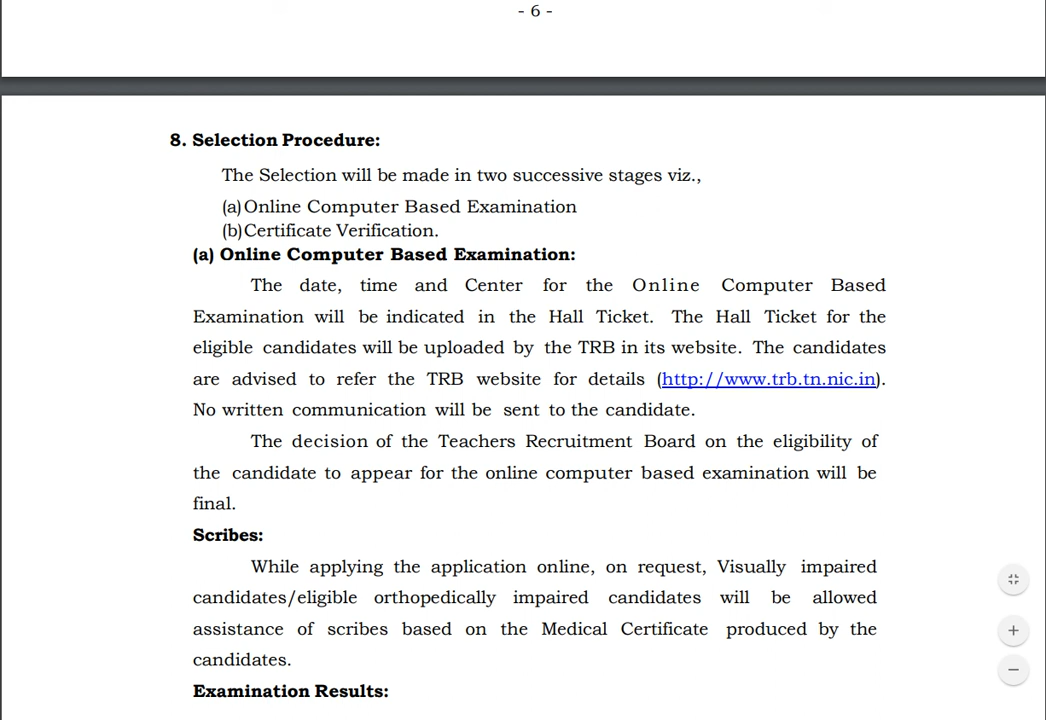 - 6 -
8. Selection Procedure:
The Selection will be made in two successive stages viz.,
(a)Online Computer Based Examination
(b)Certificate Verification.
(a) Online Computer Based Examination:
The date, time and Center for the Online Computer Based
Examination will be indicated in the Hall Ticket. The Hall Ticket for the
eligible candidates will be uploaded by the TRB in its website. The candidates
are advised to refer the TRB website for details (http://www.trb.tn.nic.in).
No written communication will be sent to the candidate.
The decision of the Teachers Recruitment Board on the eligibility of
the candidate to appear for the online computer based examination will be
final.
Scribes:
While applying the application online, on request, Visually impaired
candidates/eligible orthopedically impaired candidates will be allowed
assistance of scribes based on the Medical Certificate produced by the
candidates.
Examination Results: